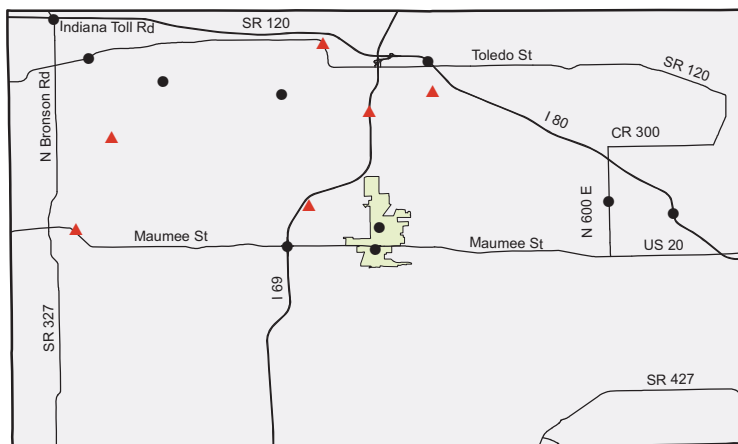 Indiana Toll Rd
SR 120
Toledo St
SR 120
N Bronson Rd
I 80
CR 300
N 600 E
Maumee St
Maumee St
US 20
I 69
SR 327
SR 427